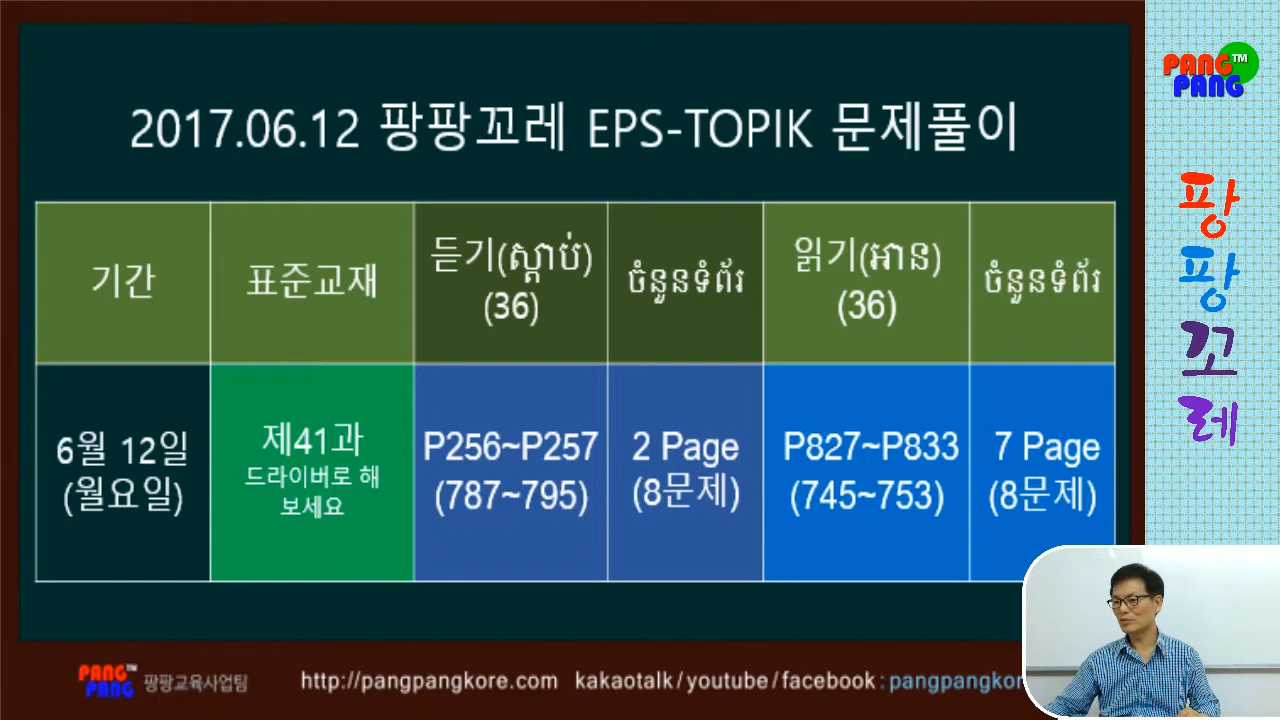 PANG™
PANG
2017.06.12 팡팡꼬레 EPS-TOPIK 문제풀이
팡
팡
꼬
레
기간
표준교재
듣기(ស្តាប់)
(36)
ចំនួនទំព័រ
읽기(អាន)
(36)
ចំនួនទំព័រ
6월 12일
(월요일)
제41과
드라이버로 해
보세요
P256~P257
(787~795)
2 Page
(8문제)
P827~P833
(745~753)
7 Page
(8문제)
PANG™
PANG
팡팡교육사업팀
http://pangpangkore.com kakaotalk/youtube/facebook:pangpangkor